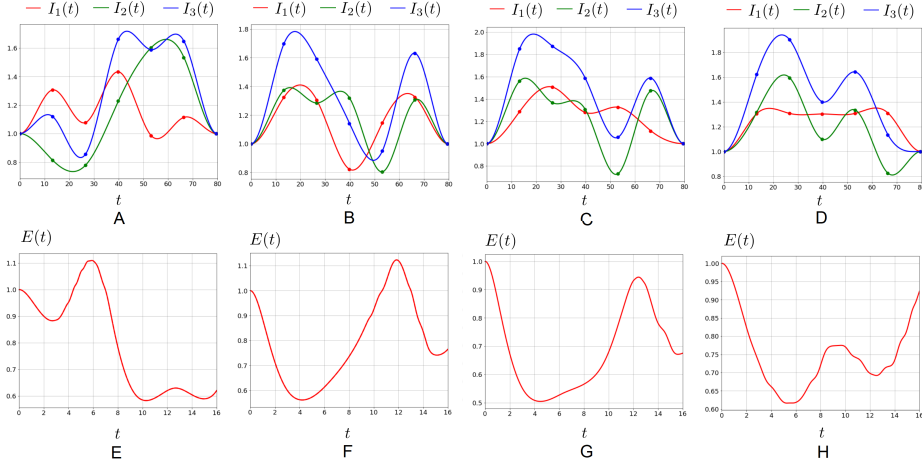 I₁(t) I₂(t) I₃(t) I₁(t) I₂(t) I₃(t) I₁(t) I₂(t) I₃(t) I₁(t) I₂(t) I₃(t)
1.6
1.4
1.2
1.0
0.8
0 10 20 30 40 50 60 70 80
t
A
1.8
1.6
1.4
1.2
1.0
0.8
0 10 20 30 40 50 60 70 80
t
B
2.0
1.8
1.6
1.4
1.2
1.0
0.8
0 10 20 30 40 50 60 70 80
t
C
2.0
1.8
1.6
1.4
1.2
1.0
0.8
0 10 20 30 40 50 60 70 80
t
D
E(t)
1.1
1.0
0.9
0.8
0.7
0.6
0 2 4 6 8 10 12 14 16
t
E
E(t)
1.1
1.0
0.9
0.8
0.7
0.6
0 2 4 6 8 10 12 14 16
t
F
E(t)
1.0
0.9
0.8
0.7
0.6
0.5
0 2 4 6 8 10 12 14 16
t
G
E(t)
1.00
0.95
0.90
0.85
0.80
0.75
0.70
0.65
0.60
0 2 4 6 8 10 12 14 16
t
H